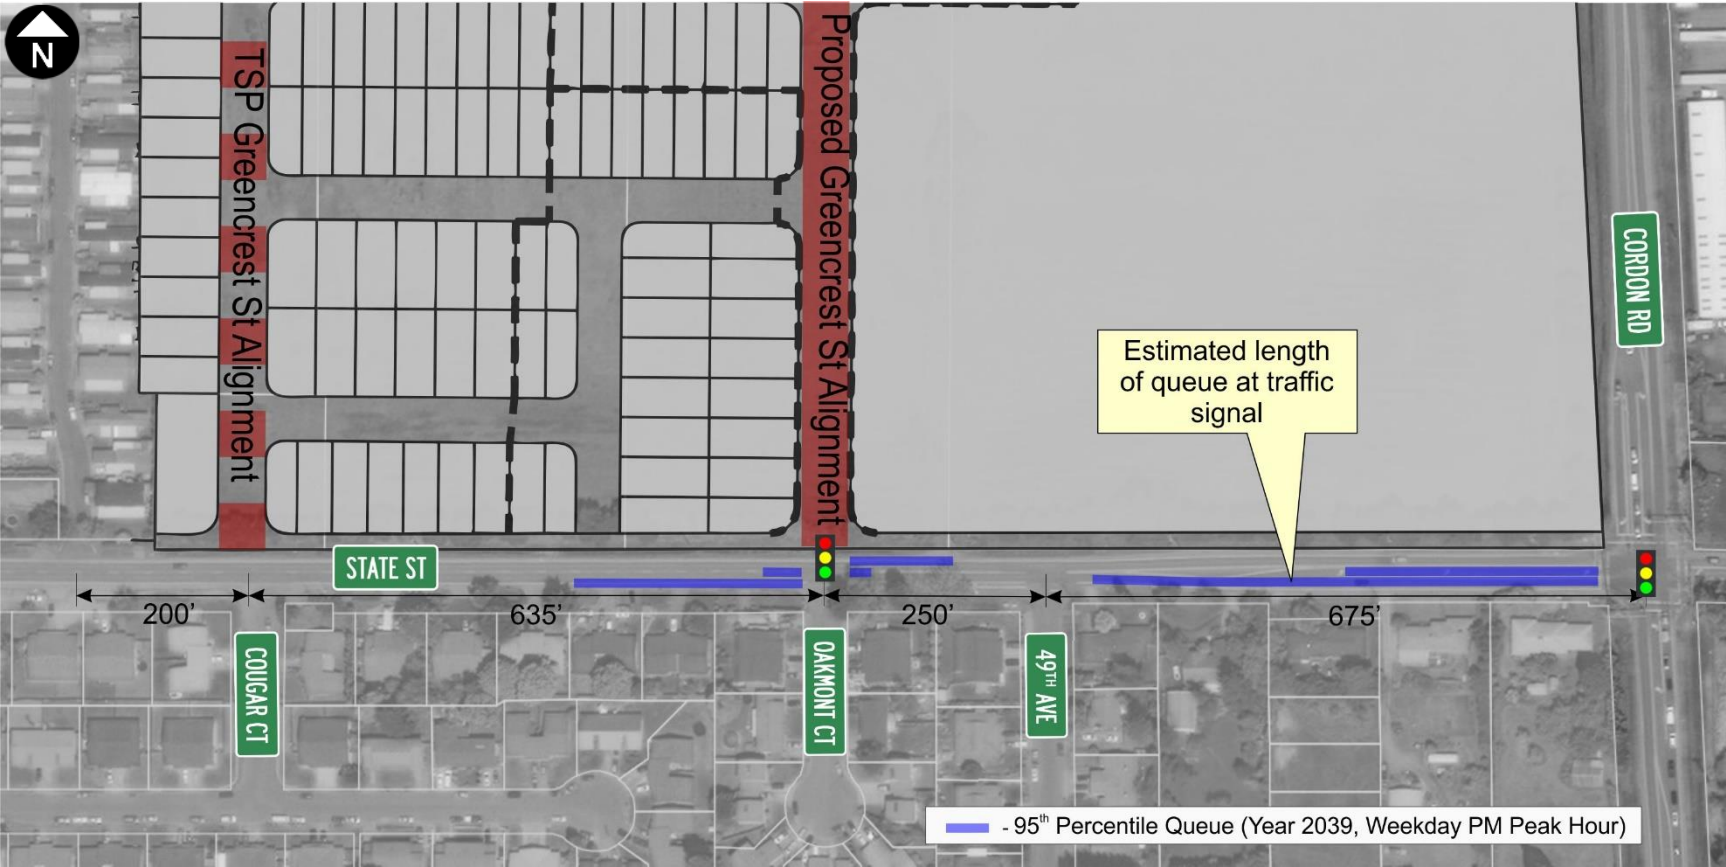 N
TSP Greencrest St Alignment
Proposed Greencrest St Alignment
CORDON RD
Estimated length
of queue at traffic
signal
STATE ST
200’
635’
250’
675’
COUGAR CT
OAKMONT CT
49TH AVE
- 95th Percentile Queue (Year 2039, Weekday PM Peak Hour)